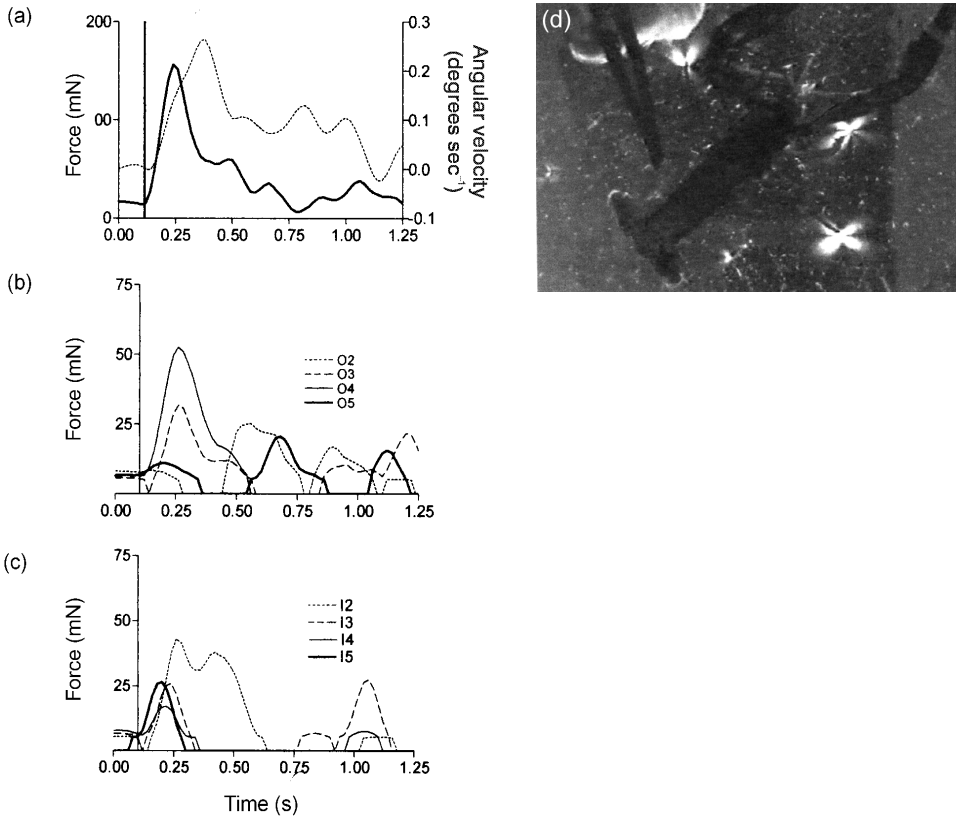 (a)
200
00
0
Force (mN)
0.3
0.2
0.1
0.0
-0.1
Angular velocity
(degrees sec⁻¹)
0.00 0.25 0.50 0.75 1.00 1.25
(b)
75
50
25
Force (mN)
O2
O3
O4
O5
0.00 0.25 0.50 0.75 1.00 1.25
(c)
75
50
25
Force (mN)
I2
I3
I4
I5
0.00 0.25 0.50 0.75 1.00 1.25
Time (s)
(d)